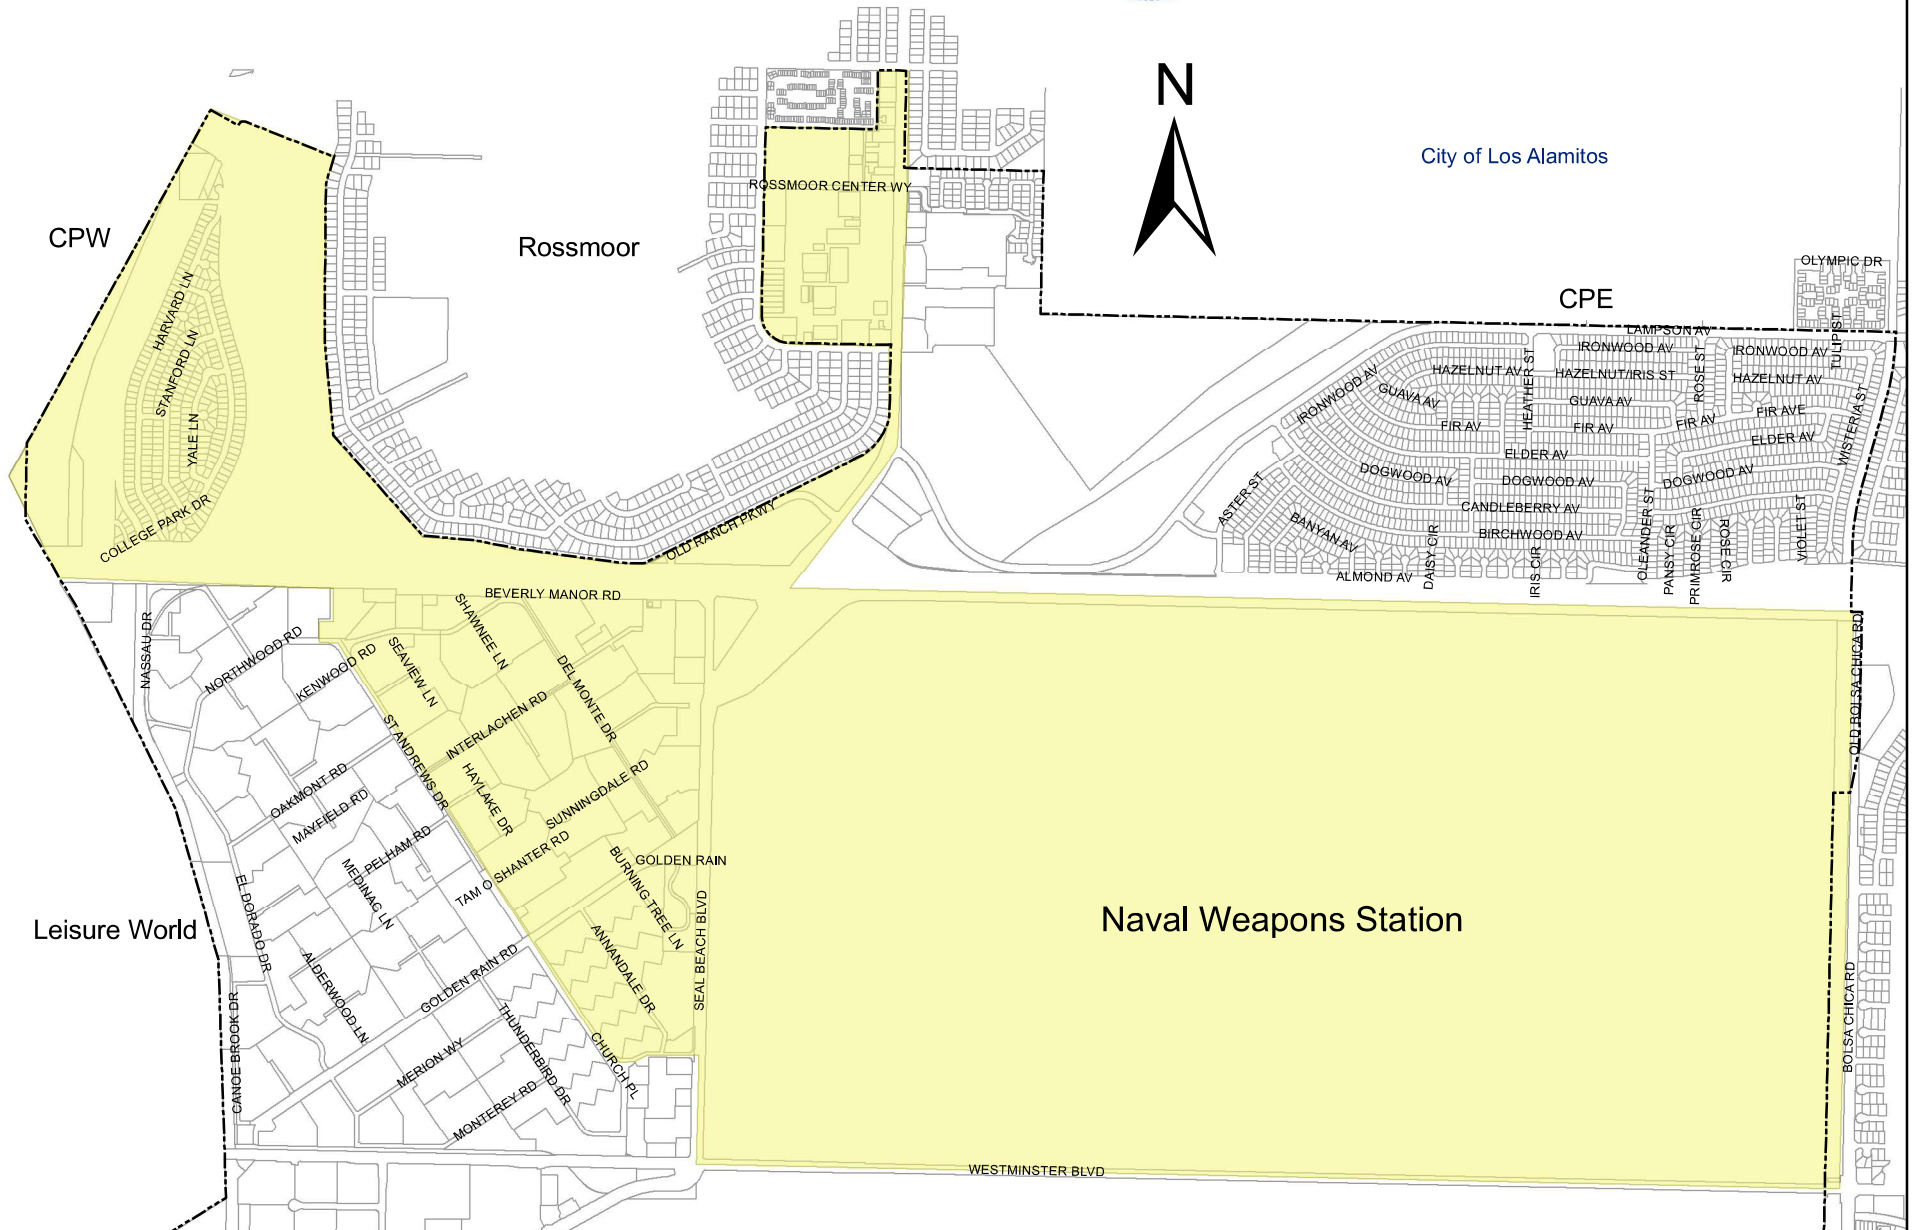 N
City of Los Alamitos
ROSSMOOR CENTER WY
CPW
Rossmoor
OLYMPIC DR
CPE
HARVARD LN
STANFORD LN
YALE LN
COLLEGE PARK DR
LAMPSON AV
TULIP ST
IRONWOOD AV
IRONWOOD AV
IRONWOOD AV
HAZELNUT AV
HEATHER ST
HAZELNUT/IRIS ST
ROSE ST
HAZELNUT AV
GUAVA AV
GUAVA AV
FIR AV
FIR AV
FIR AV
FIR AVE
WISTERIA ST
ELDER AV
ELDER AV
DOGWOOD AV
DOGWOOD AV
DOGWOOD AV
ASTER ST
CANDLEBERRY AV
BANYAN AV
BIRCHWOOD AV
OLEANDER ST
VIOLET ST
ALMOND AV
DAISY CIR
IRIS CIR
PANSY CIR
PRIMROSE CIR
ROSE CIR
OLD RANCH PKWY
BEVERLY MANOR RD
NASSAU DR
NORTHWOOD RD
KENWOOD RD
SEAVIEW LN
SHAWNEE LN
DEL MONTE DR
INTERLACHEN RD
ST ANDREWS DR
OLD BOLSA CHICA RD
OAKMONT RD
MAYFIELD RD
HAYLAKE DR
SUNNINGDALE RD
PELHAM RD
TAM O SHANTER RD
MEDINAC LN
GOLDEN RAIN
BURNING TREE LN
SEAL BEACH BLVD
EL DORADO DR
Leisure World
Naval Weapons Station
ANNANDALE DR
ALDERWOOD LN
GOLDEN RAIN RD
CANOE BROOK DR
THUNDERBIRD DR
MERION WY
CHURCH PL
MONTEREY RD
BOLSA CHICA RD
WESTMINSTER BLVD